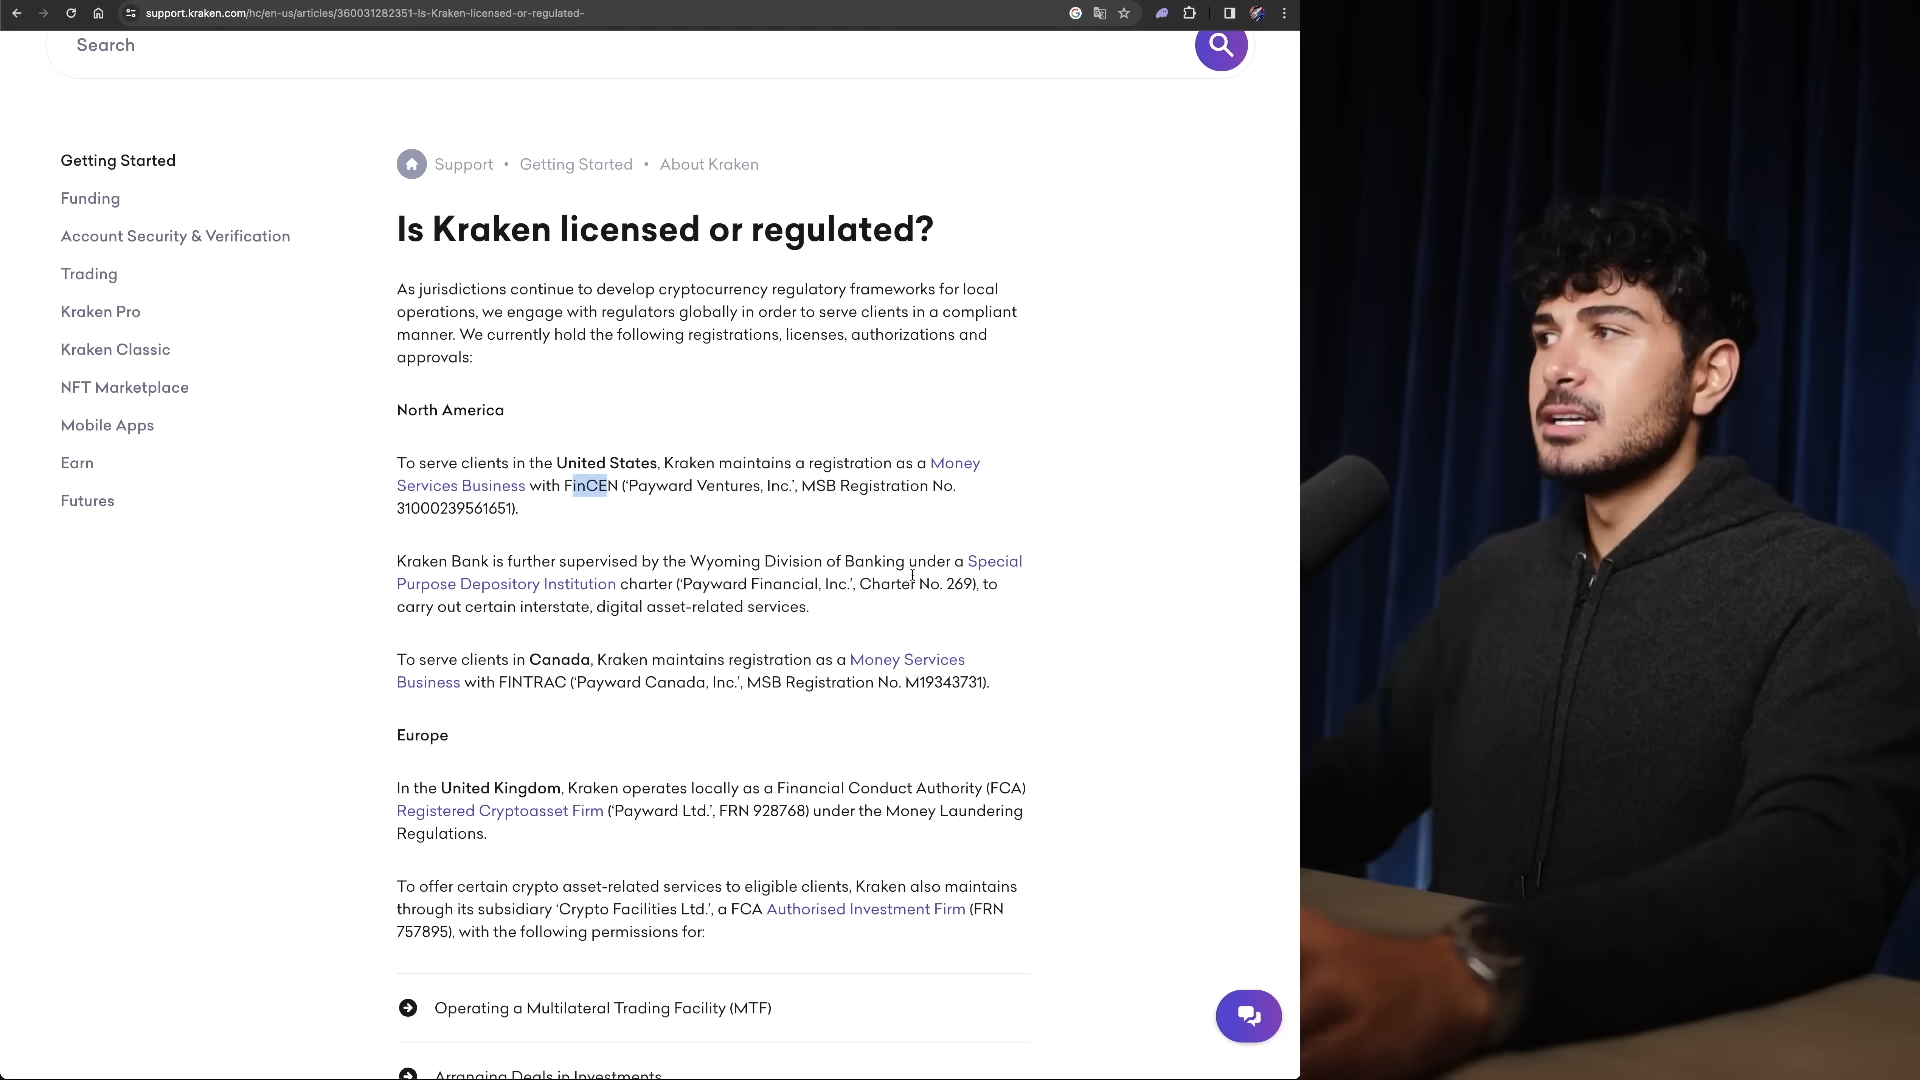 support.kraken.com/hc/en-us/articles/360031282351-Is-Kraken-licensed-or-regulated-
Search
Getting Started
Funding
Account Security & Verification
Trading
Kraken Pro
Kraken Classic
NFT Marketplace
Mobile Apps
Earn
Futures
Support • Getting Started • About Kraken
Is Kraken licensed or regulated?
As jurisdictions continue to develop cryptocurrency regulatory frameworks for local
operations, we engage with regulators globally in order to serve clients in a compliant
manner. We currently hold the following registrations, licenses, authorizations and
approvals:
North America
To serve clients in the United States, Kraken maintains a registration as a Money
Services Business with FinCEN (‘Payward Ventures, Inc.’, MSB Registration No.
31000239561651).
Kraken Bank is further supervised by the Wyoming Division of Banking under a Special
Purpose Depository Institution charter (‘Payward Financial, Inc.’, Charter No. 269), to
carry out certain interstate, digital asset-related services.
To serve clients in Canada, Kraken maintains registration as a Money Services
Business with FINTRAC (‘Payward Canada, Inc.’, MSB Registration No. M19343731).
Europe
In the United Kingdom, Kraken operates locally as a Financial Conduct Authority (FCA)
Registered Cryptoasset Firm (‘Payward Ltd.’, FRN 928768) under the Money Laundering
Regulations.
To offer certain crypto asset-related services to eligible clients, Kraken also maintains
through its subsidiary ‘Crypto Facilities Ltd.’, a FCA Authorised Investment Firm (FRN
757895), with the following permissions for:
Operating a Multilateral Trading Facility (MTF)
Arranging Deals in Investments